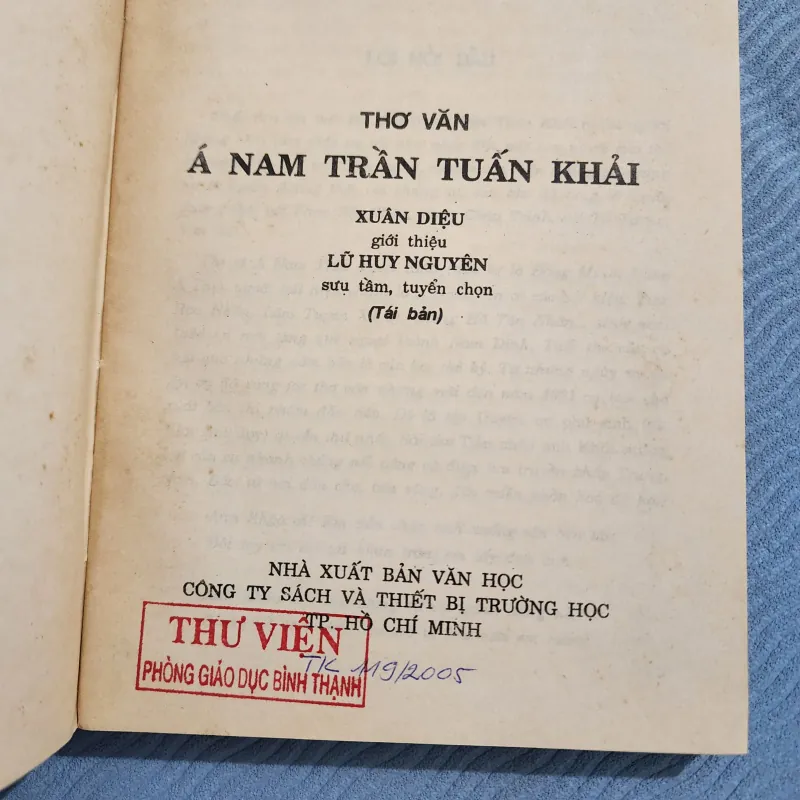 THƠ VĂN
Á NAM TRẦN TUẤN KHẢI
XUÂN DIỆU
giới thiệu
LỮ HUY NGUYÊN
sưu tầm, tuyển chọn
(Tái bản)
NHÀ XUẤT BẢN VĂN HỌC
CÔNG TY SÁCH VÀ THIẾT BỊ TRƯỜNG HỌC
TP. HỒ CHÍ MINH
THƯ VIỆN
PHÒNG GIÁO DỤC BÌNH THẠNH
TK 119/2005